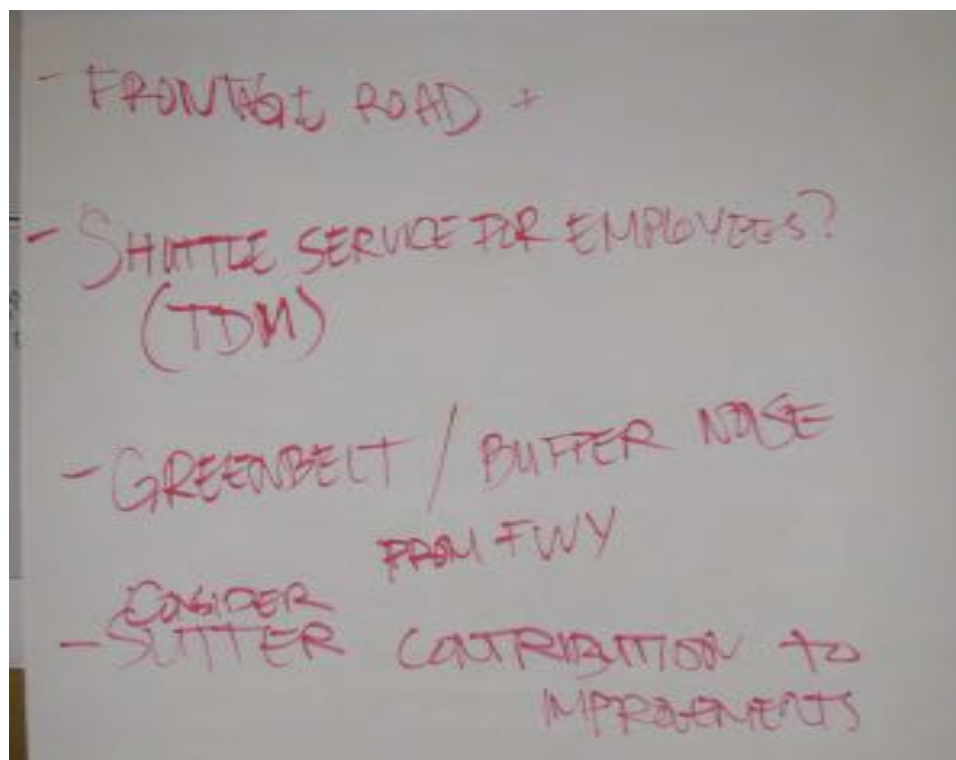 - FRONTAGE ROAD +
- SHUTTLE SERVICE FOR EMPLOYEES?
(TDM)
- GREENBELT / BUFFER NOISE
FROM FWY
CONSIDER
- SUTTER CONTRIBUTION TO
IMPROVEMENTS